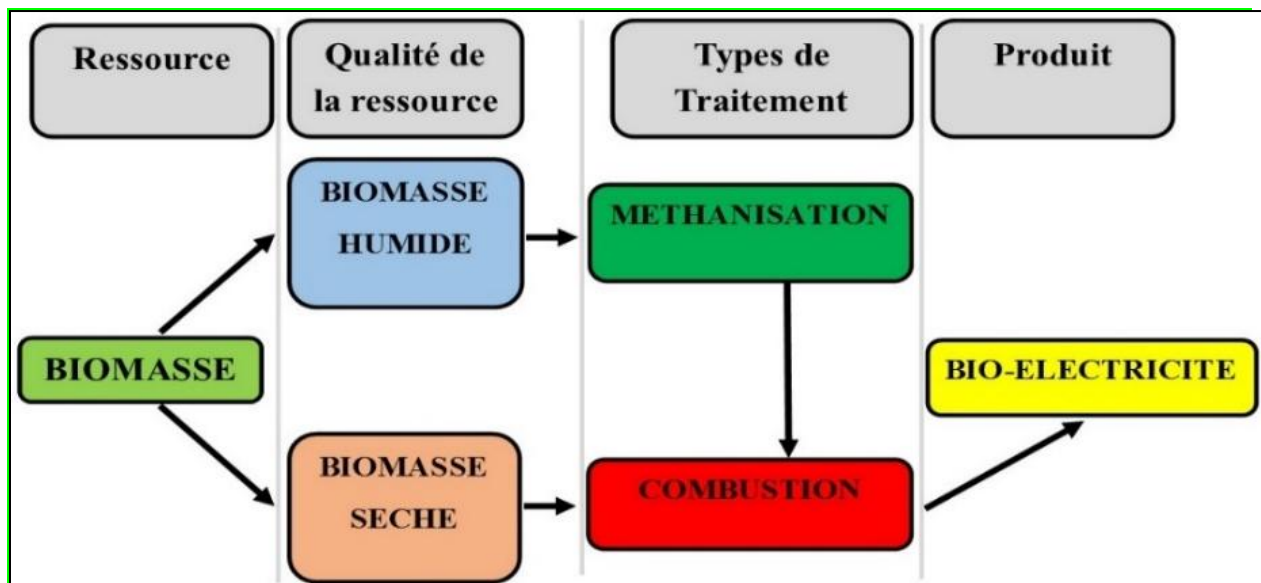 Ressource
Qualité de
la ressource
Types de
Traitement
Produit
BIOMASSE
HUMIDE
METHANISATION
BIOMASSE
BIO-ELECTRICITE
BIOMASSE
SECHE
COMBUSTION